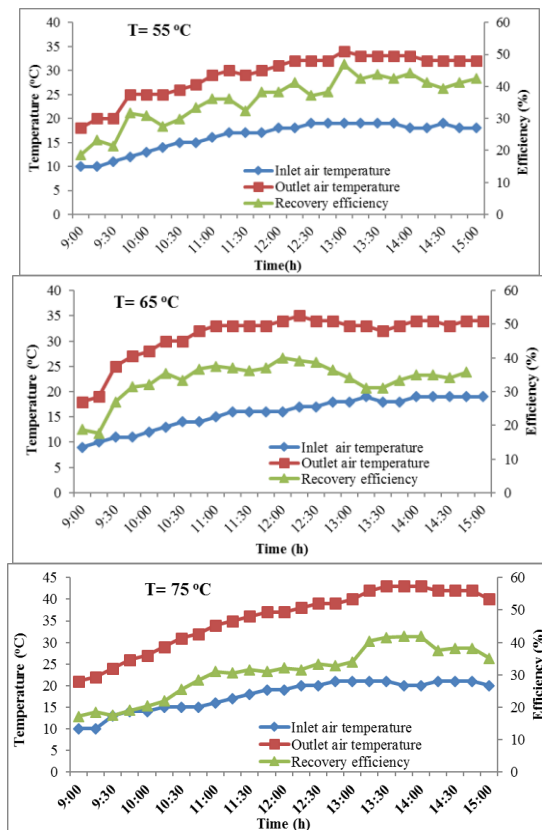 T= 55 °C
Temperature (°C)
40
35
30
25
20
15
10
5
0
60
50
40
30
20
10
0
Efficiency (%)
Inlet air temperature
Outlet air temperature
Recovery efficiency
9:00 9:30 10:00 10:30 11:00 11:30 12:00 12:30 13:00 13:30 14:00 14:30 15:00
Time(h)
T= 65 °C
Temperature (°C)
40
35
30
25
20
15
10
5
0
60
50
40
30
20
10
0
Efficiency (%)
Inlet air temperature
Outlet air temperature
Recovery efficiency
9:00 9:30 10:00 10:30 11:00 11:30 12:00 12:30 13:00 13:30 14:00 14:30 15:00
Time (h)
T= 75 °C
Temperature (°C)
45
40
35
30
25
20
15
10
5
0
60
50
40
30
20
10
0
Efficiency (%)
Inlet air temperature
Outlet air temperature
Recovery efficiency
9:00 9:30 10:00 10:30 11:00 11:30 12:00 12:30 13:00 13:30 14:00 14:30 15:00
Time (h)